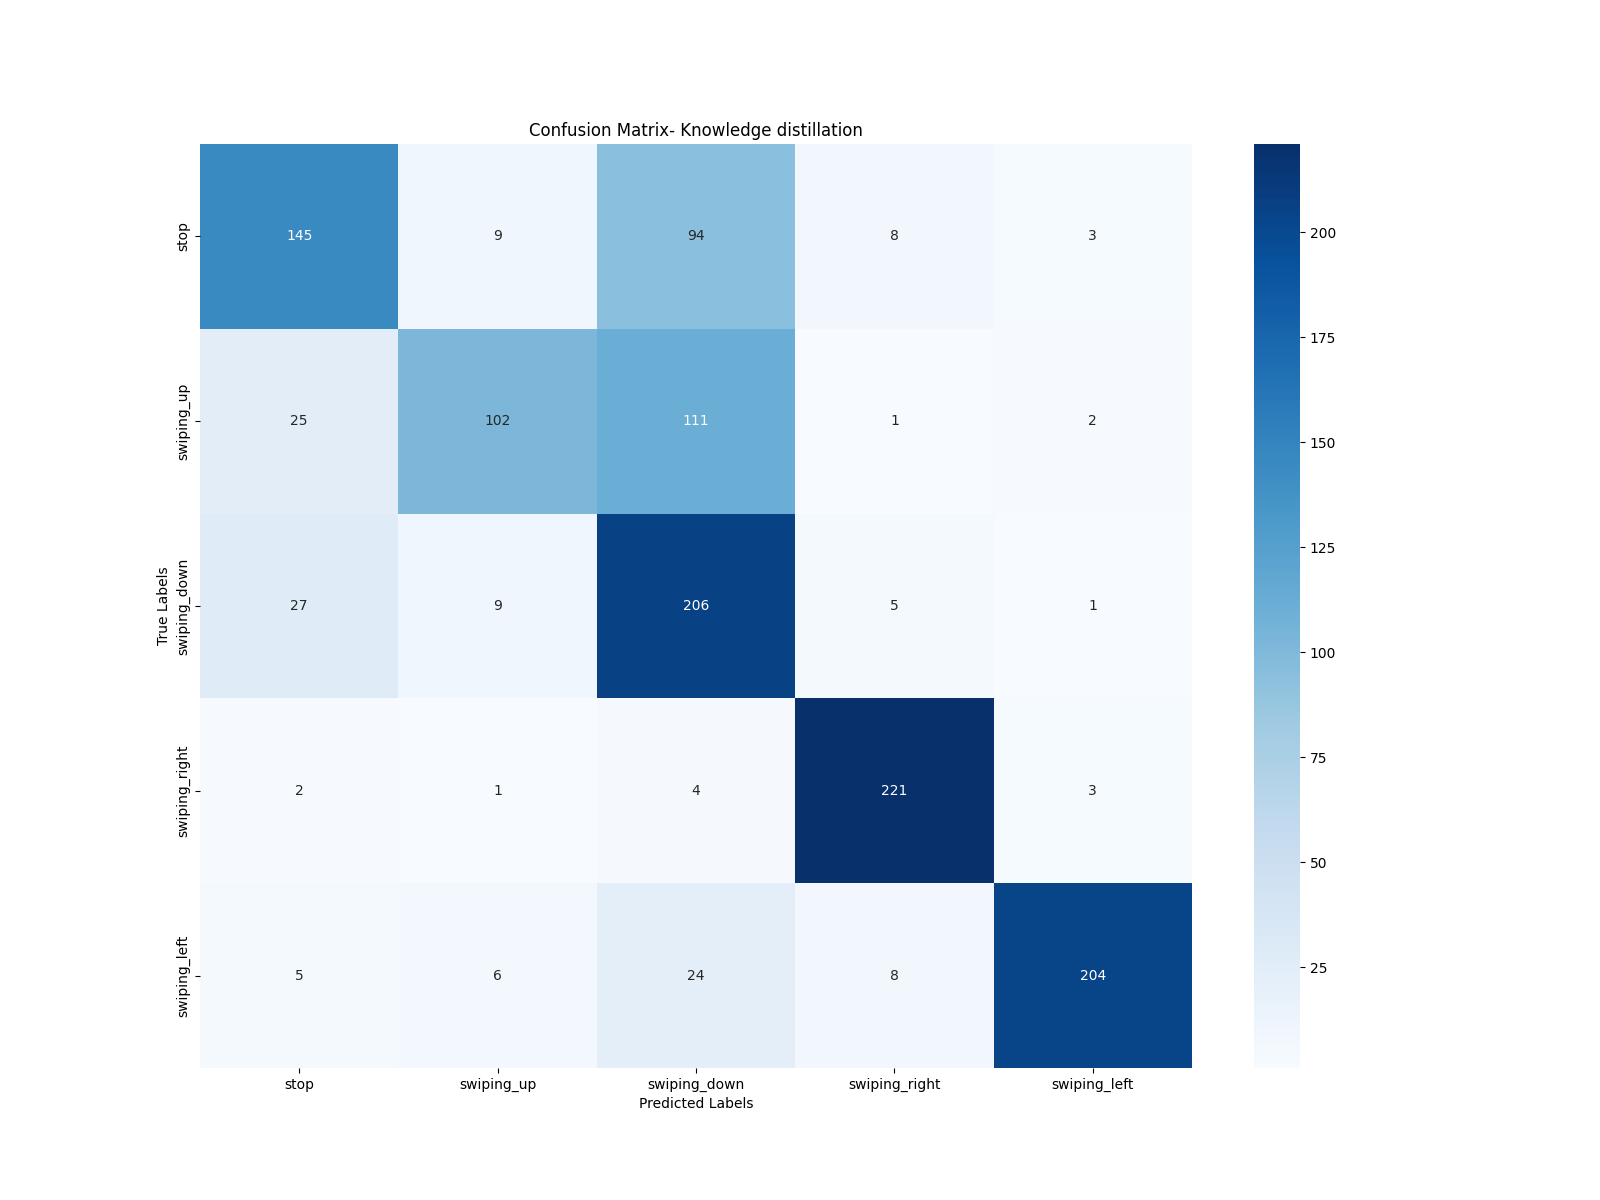 Confusion Matrix- Knowledge distillation
True Labels
stop
145 9 94 8 3
swiping_up
25 102 111 1 2
swiping_down
27 9 206 5 1
swiping_right
2 1 4 221 3
swiping_left
5 6 24 8 204
stop swiping_up swiping_down swiping_right swiping_left
Predicted Labels
200
175
150
125
100
75
50
25